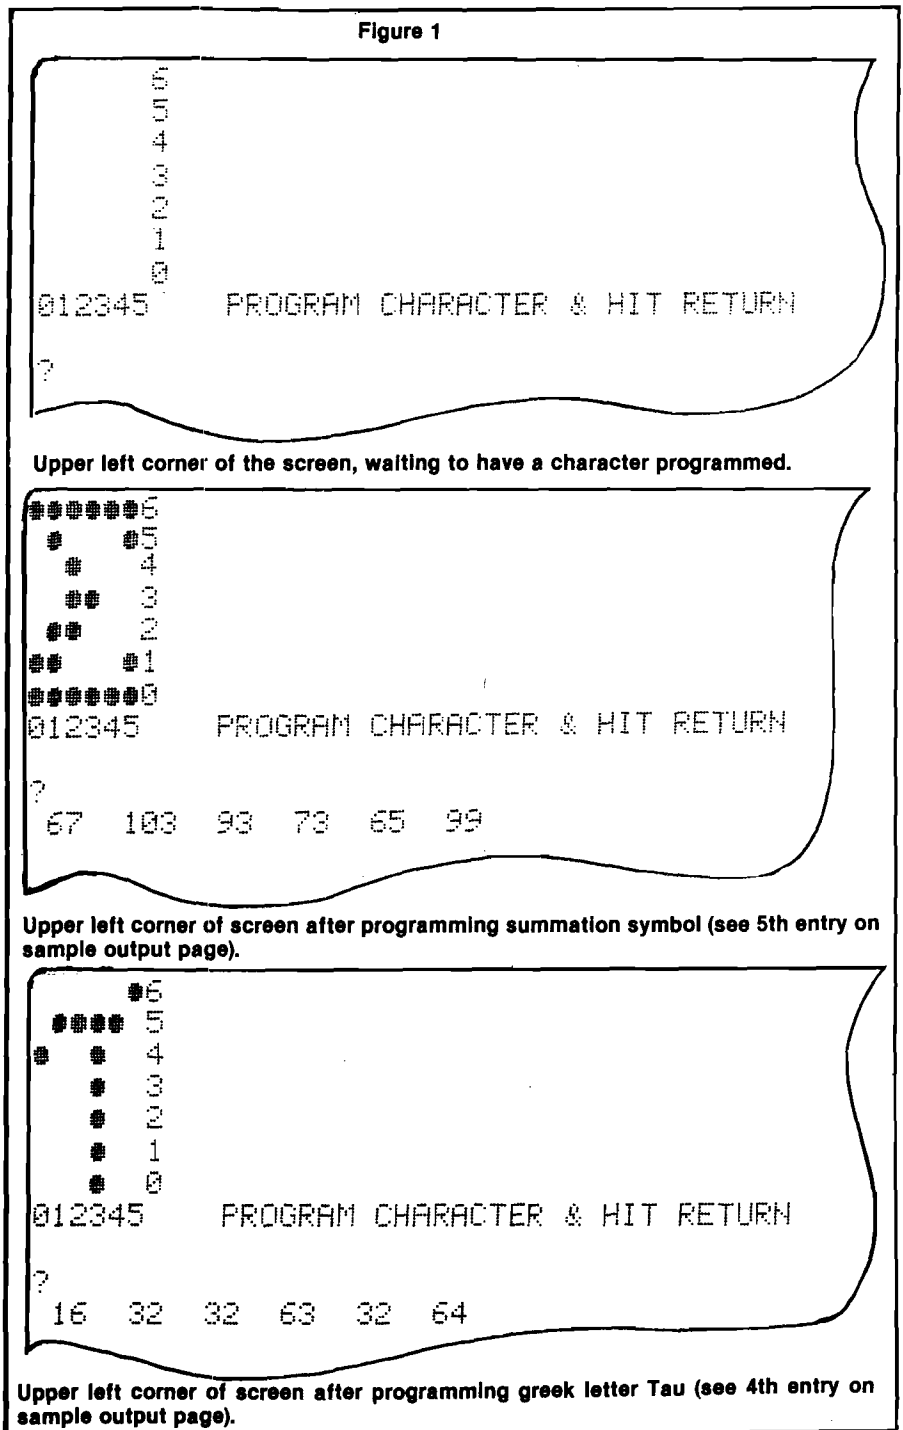 Figure 1
6
5
4
3
2
1
0
012345 PROGRAM CHARACTER & HIT RETURN
?
Upper left corner of the screen, waiting to have a character programmed.
6
5
4
3
2
1
0
012345 PROGRAM CHARACTER & HIT RETURN
?
67 103 93 73 65 99
Upper left corner of screen after programming summation symbol (see 5th entry on
sample output page).
6
5
4
3
2
1
0
012345 PROGRAM CHARACTER & HIT RETURN
?
16 32 32 63 32 64
Upper left corner of screen after programming greek letter Tau (see 4th entry on
sample output page).